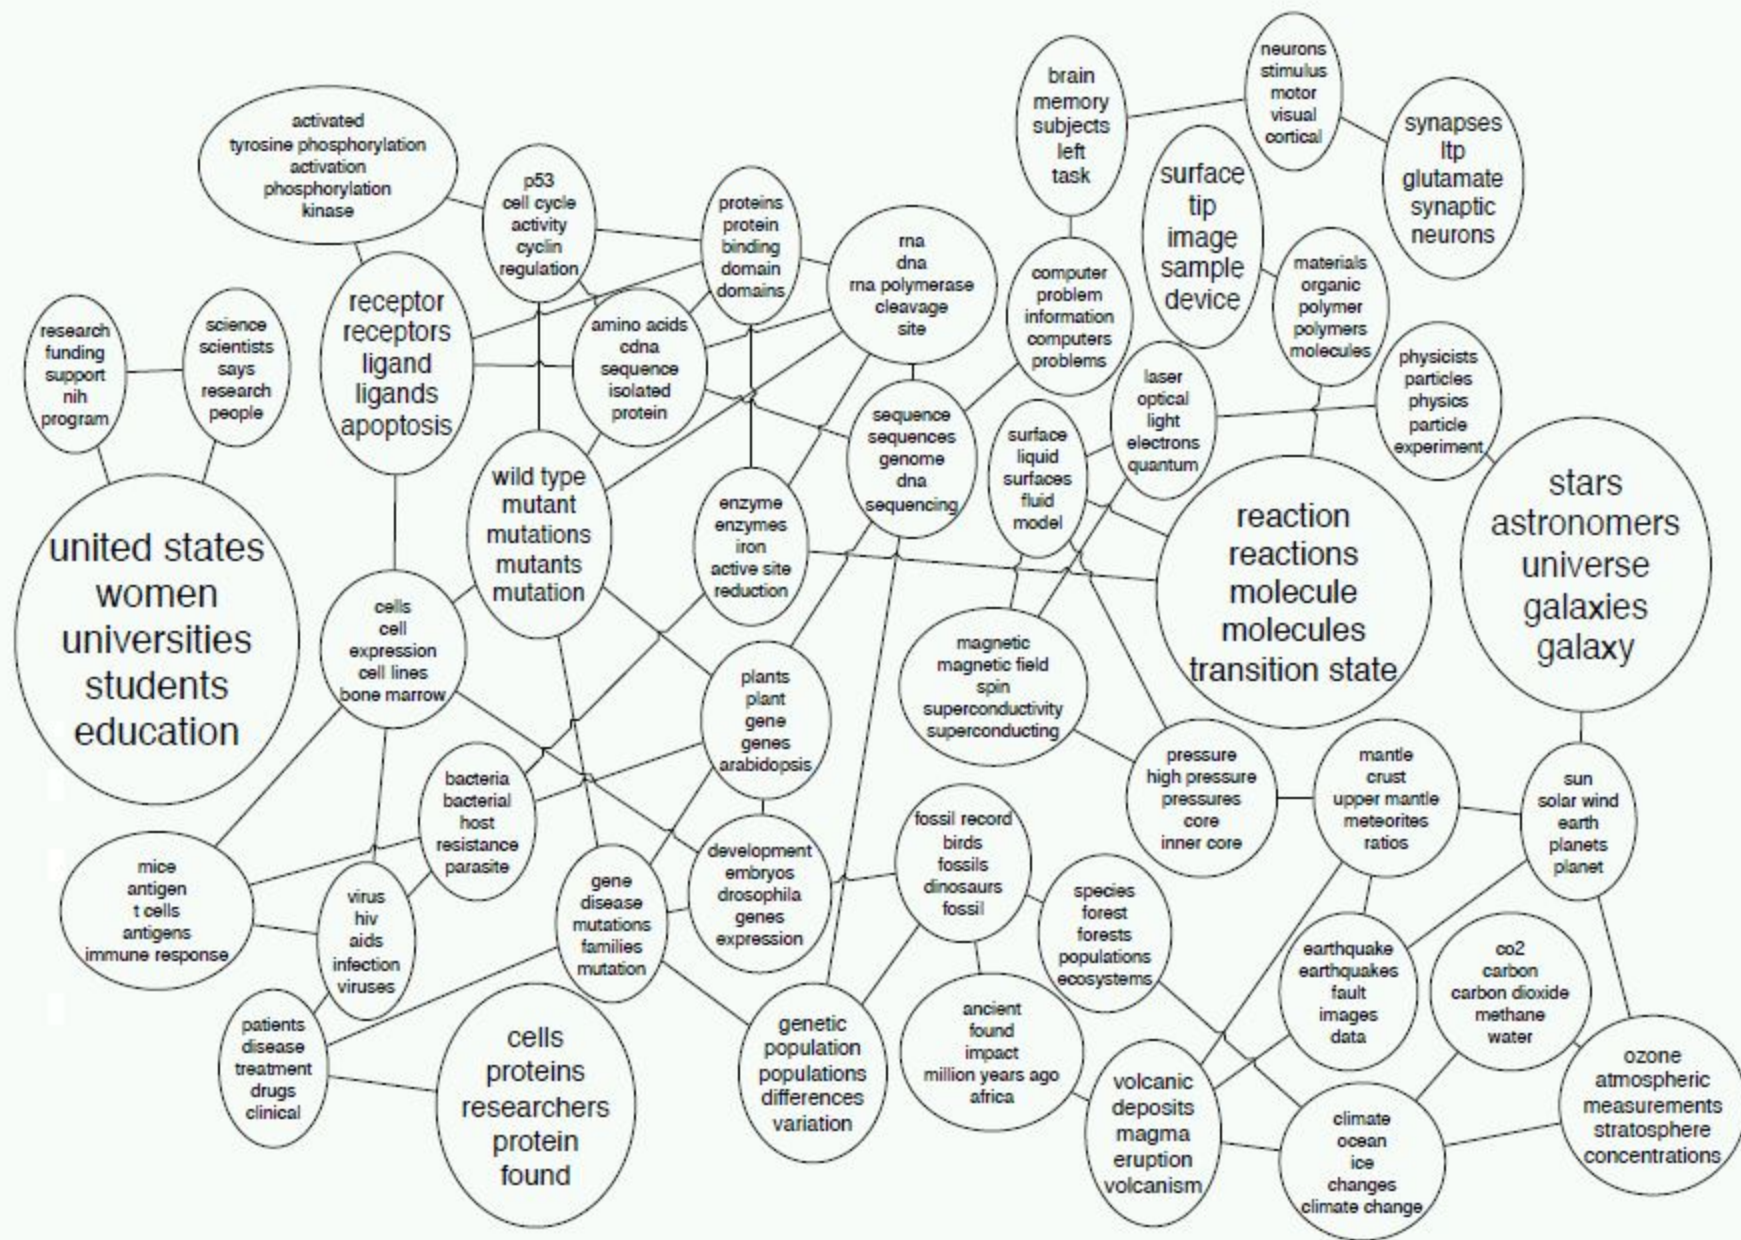 neurons
stimulus
motor
visual
cortical
brain
memory
subjects
left
task
synapses
ltp
glutamate
synaptic
neurons
activated
tyrosine phosphorylation
activation
phosphorylation
kinase
p53
cell cycle
activity
cyclin
regulation
proteins
protein
binding
domain
domains
rna
dna
rna polymerase
cleavage
site
surface
tip
image
sample
device
computer
problem
information
computers
problems
materials
organic
polymer
polymers
molecules
research
funding
support
nih
program
science
scientists
says
research
people
receptor
receptors
ligand
ligands
apoptosis
amino acids
cdna
sequence
isolated
protein
laser
optical
light
electrons
quantum
physicists
particles
physics
particle
experiment
sequence
sequences
genome
dna
sequencing
surface
liquid
surfaces
fluid
model
wild type
mutant
mutations
mutants
mutation
enzyme
enzymes
iron
active site
reduction
reaction
reactions
molecule
molecules
transition state
stars
astronomers
universe
galaxies
galaxy
united states
women
universities
students
education
cells
cell
expression
cell lines
bone marrow
plants
plant
gene
genes
arabidopsis
magnetic
magnetic field
spin
superconductivity
superconducting
pressure
high pressure
pressures
core
inner core
mantle
crust
upper mantle
meteorites
ratios
sun
solar wind
earth
planets
planet
bacteria
bacterial
host
resistance
parasite
fossil record
birds
fossils
dinosaurs
fossil
development
embryos
drosophila
genes
expression
mice
antigen
t cells
antigens
immune response
virus
hiv
aids
infection
viruses
gene
disease
mutations
families
mutation
species
forest
forests
populations
ecosystems
earthquake
earthquakes
fault
images
data
co2
carbon
carbon dioxide
methane
water
patients
disease
treatment
drugs
clinical
cells
proteins
researchers
protein
found
genetic
population
populations
differences
variation
ancient
found
impact
million years ago
africa
volcanic
deposits
magma
eruption
volcanism
climate
ocean
ice
changes
climate change
ozone
atmospheric
measurements
stratosphere
concentrations